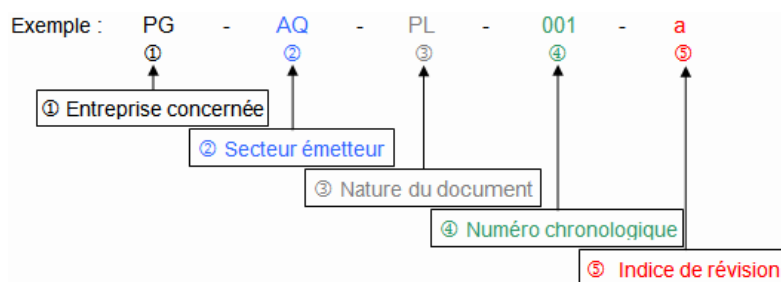 Exemple : PG - AQ - PL - 001 - a
① ② ③ ④ ⑤
① Entreprise concernée
② Secteur émetteur
③ Nature du document
④ Numéro chronologique
⑤ Indice de révision